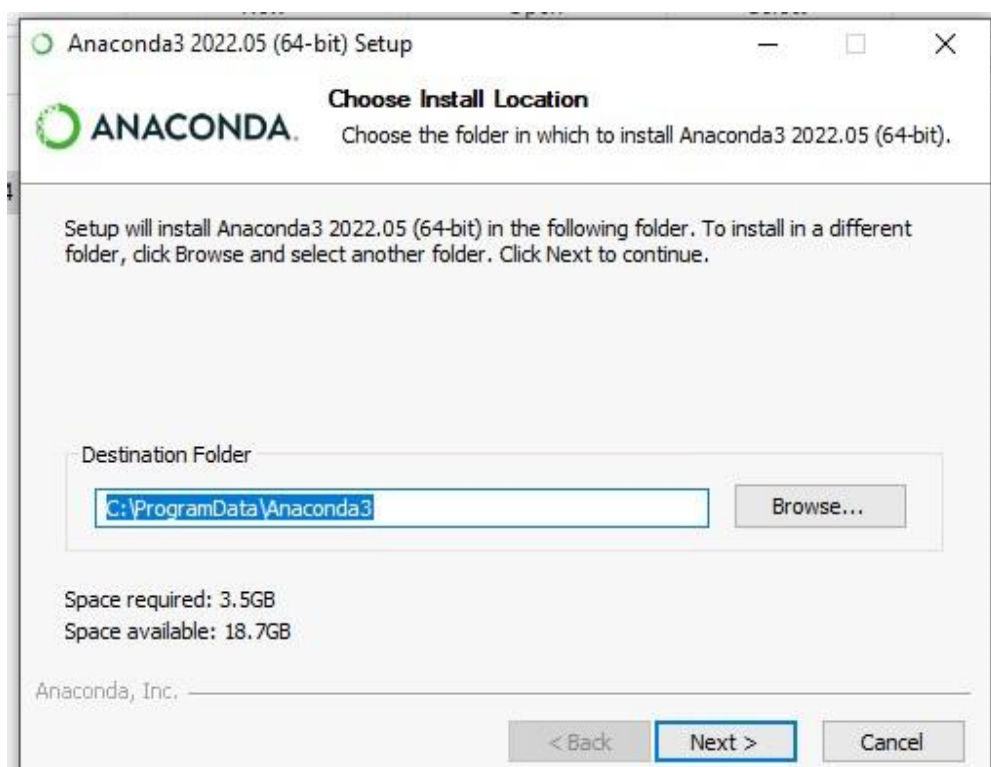 Anaconda3 2022.05 (64-bit) Setup
ANACONDA.
Choose Install Location
Choose the folder in which to install Anaconda3 2022.05 (64-bit).
4
Setup will install Anaconda3 2022.05 (64-bit) in the following folder. To install in a different
folder, click Browse and select another folder. Click Next to continue.
Destination Folder
C:\ProgramData\Anaconda3
Browse...
Space required: 3.5GB
Space available: 18.7GB
Anaconda, Inc.
< Back
Next >
Cancel